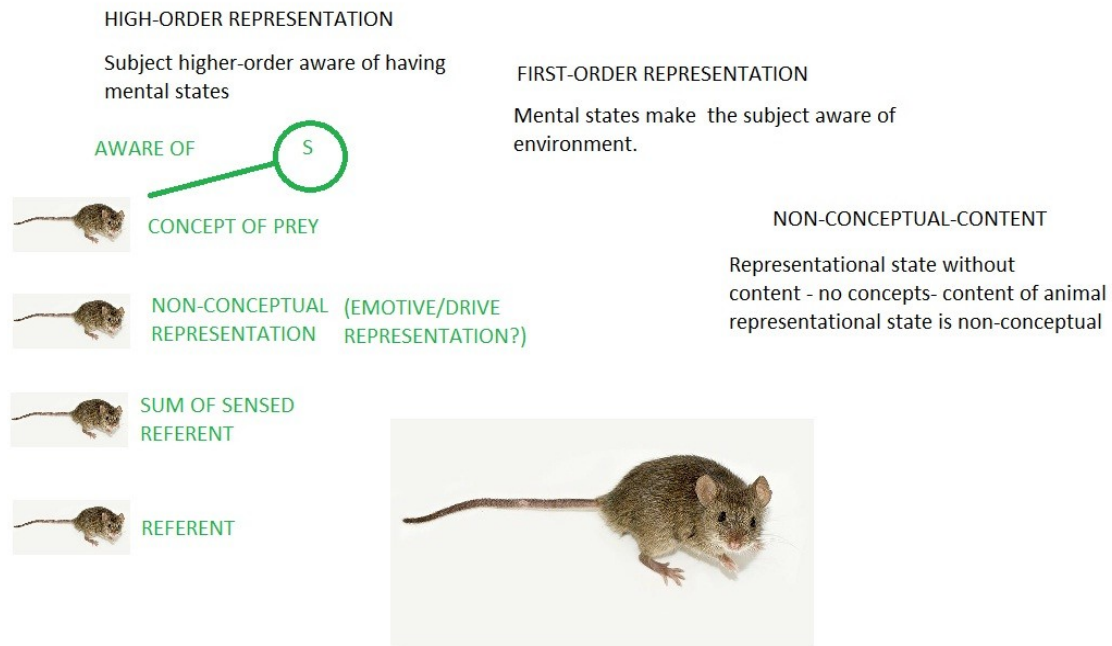 HIGH-ORDER REPRESENTATION
Subject higher-order aware of having
mental states
FIRST-ORDER REPRESENTATION
Mental states make the subject aware of
environment.
AWARE OF
S
CONCEPT OF PREY
NON-CONCEPTUAL-CONTENT
Representational state without
content - no concepts- content of animal
representational state is non-conceptual
NON-CONCEPTUAL
REPRESENTATION
(EMOTIVE/DRIVE
REPRESENTATION?)
SUM OF SENSED
REFERENT
REFERENT